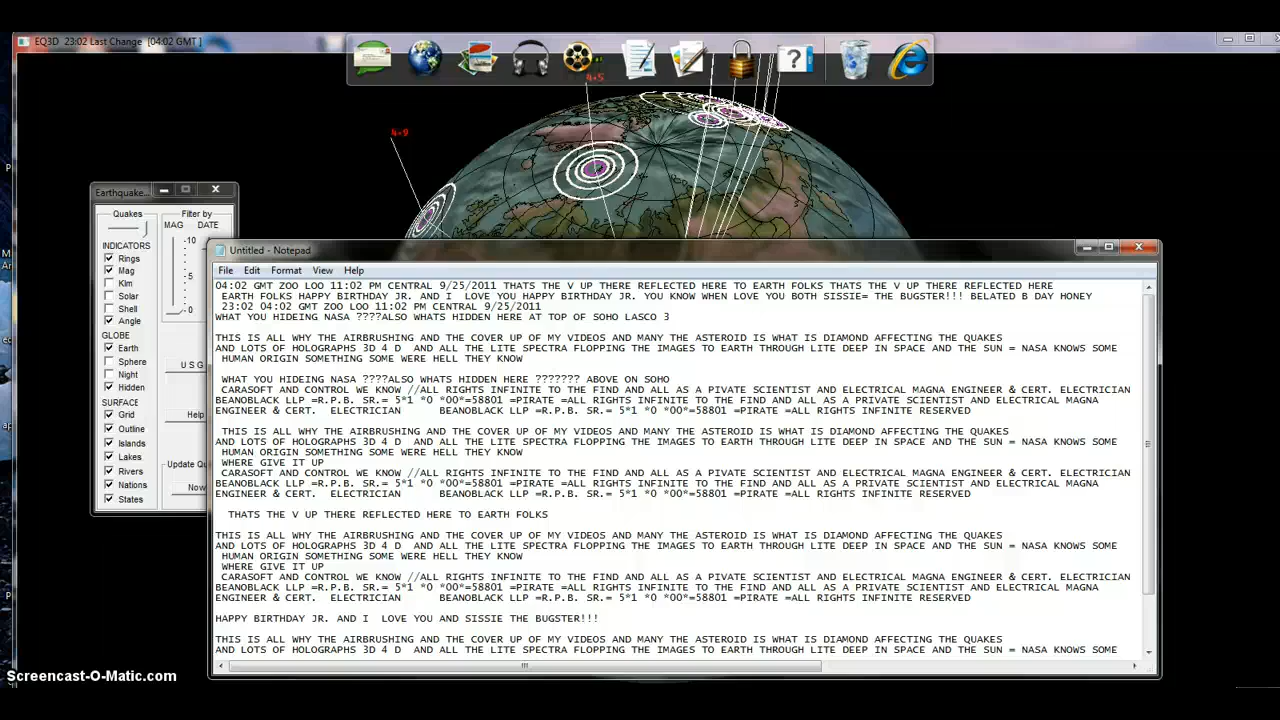 EQ3D 23:02 Last Change [04:02 GMT ]
4.5
4.9
Earthquake...
Quakes
Filter by
MAG DATE
-10
-5
-0
INDICATORS
Rings
Mag
Klm
Solar
Shell
Angle
GLOBE
Earth
Sphere
Night
Hidden
SURFACE
Grid
Outline
Islands
Lakes
Rivers
Nations
States
U S G
Help
Update Qu
Now
Untitled - Notepad
File Edit Format View Help
04:02 GMT ZOO LOO 11:02 PM CENTRAL 9/25/2011 THATS THE V UP THERE REFLECTED HERE TO EARTH FOLKS THATS THE V UP THERE REFLECTED HERE
EARTH FOLKS HAPPY BIRTHDAY JR. AND I LOVE YOU HAPPY BIRTHDAY JR. YOU KNOW WHEN LOVE YOU BOTH SISSIE= THE BUGSTER!!! BELATED B DAY HONEY
23:02 04:02 GMT ZOO LOO 11:02 PM CENTRAL 9/25/2011
WHAT YOU HIDEING NASA ????ALSO WHATS HIDDEN HERE AT TOP OF SOHO LASCO 3
THIS IS ALL WHY THE AIRBRUSHING AND THE COVER UP OF MY VIDEOS AND MANY THE ASTEROID IS WHAT IS DIAMOND AFFECTING THE QUAKES
AND LOTS OF HOLOGRAPHS 3D 4 D AND ALL THE LITE SPECTRA FLOPPING THE IMAGES TO EARTH THROUGH LITE DEEP IN SPACE AND THE SUN = NASA KNOWS SOME
HUMAN ORIGIN SOMETHING SOME WERE HELL THEY KNOW
WHAT YOU HIDEING NASA ????ALSO WHATS HIDDEN HERE ??????? ABOVE ON SOHO
CARASOFT AND CONTROL WE KNOW //ALL RIGHTS INFINITE TO THE FIND AND ALL AS A PIVATE SCIENTIST AND ELECTRICAL MAGNA ENGINEER & CERT. ELECTRICIAN
BEANOBLACK LLP =R.P.B. SR.= 5*1 *0 *00*=58801 =PIRATE =ALL RIGHTS INFINITE TO THE FIND AND ALL AS A PRIVATE SCIENTIST AND ELECTRICAL MAGNA
ENGINEER & CERT. ELECTRICIAN BEANOBLACK LLP =R.P.B. SR.= 5*1 *0 *00*=58801 =PIRATE =ALL RIGHTS INFINITE RESERVED
THIS IS ALL WHY THE AIRBRUSHING AND THE COVER UP OF MY VIDEOS AND MANY THE ASTEROID IS WHAT IS DIAMOND AFFECTING THE QUAKES
AND LOTS OF HOLOGRAPHS 3D 4 D AND ALL THE LITE SPECTRA FLOPPING THE IMAGES TO EARTH THROUGH LITE DEEP IN SPACE AND THE SUN = NASA KNOWS SOME
HUMAN ORIGIN SOMETHING SOME WERE HELL THEY KNOW
WHERE GIVE IT UP
CARASOFT AND CONTROL WE KNOW //ALL RIGHTS INFINITE TO THE FIND AND ALL AS A PIVATE SCIENTIST AND ELECTRICAL MAGNA ENGINEER & CERT. ELECTRICIAN
BEANOBLACK LLP =R.P.B. SR.= 5*1 *0 *00*=58801 =PIRATE =ALL RIGHTS INFINITE TO THE FIND AND ALL AS A PRIVATE SCIENTIST AND ELECTRICAL MAGNA
ENGINEER & CERT. ELECTRICIAN BEANOBLACK LLP =R.P.B. SR.= 5*1 *0 *00*=58801 =PIRATE =ALL RIGHTS INFINITE RESERVED
THATS THE V UP THERE REFLECTED HERE TO EARTH FOLKS
THIS IS ALL WHY THE AIRBRUSHING AND THE COVER UP OF MY VIDEOS AND MANY THE ASTEROID IS WHAT IS DIAMOND AFFECTING THE QUAKES
AND LOTS OF HOLOGRAPHS 3D 4 D AND ALL THE LITE SPECTRA FLOPPING THE IMAGES TO EARTH THROUGH LITE DEEP IN SPACE AND THE SUN = NASA KNOWS SOME
HUMAN ORIGIN SOMETHING SOME WERE HELL THEY KNOW
WHERE GIVE IT UP
CARASOFT AND CONTROL WE KNOW //ALL RIGHTS INFINITE TO THE FIND AND ALL AS A PIVATE SCIENTIST AND ELECTRICAL MAGNA ENGINEER & CERT. ELECTRICIAN
BEANOBLACK LLP =R.P.B. SR.= 5*1 *0 *00*=58801 =PIRATE =ALL RIGHTS INFINITE TO THE FIND AND ALL AS A PRIVATE SCIENTIST AND ELECTRICAL MAGNA
ENGINEER & CERT. ELECTRICIAN BEANOBLACK LLP =R.P.B. SR.= 5*1 *0 *00*=58801 =PIRATE =ALL RIGHTS INFINITE RESERVED
HAPPY BIRTHDAY JR. AND I LOVE YOU AND SISSIE THE BUGSTER!!!
THIS IS ALL WHY THE AIRBRUSHING AND THE COVER UP OF MY VIDEOS AND MANY THE ASTEROID IS WHAT IS DIAMOND AFFECTING THE QUAKES
AND LOTS OF HOLOGRAPHS 3D 4 D AND ALL THE LITE SPECTRA FLOPPING THE IMAGES TO EARTH THROUGH LITE DEEP IN SPACE AND THE SUN = NASA KNOWS SOME
Screencast-O-Matic.com